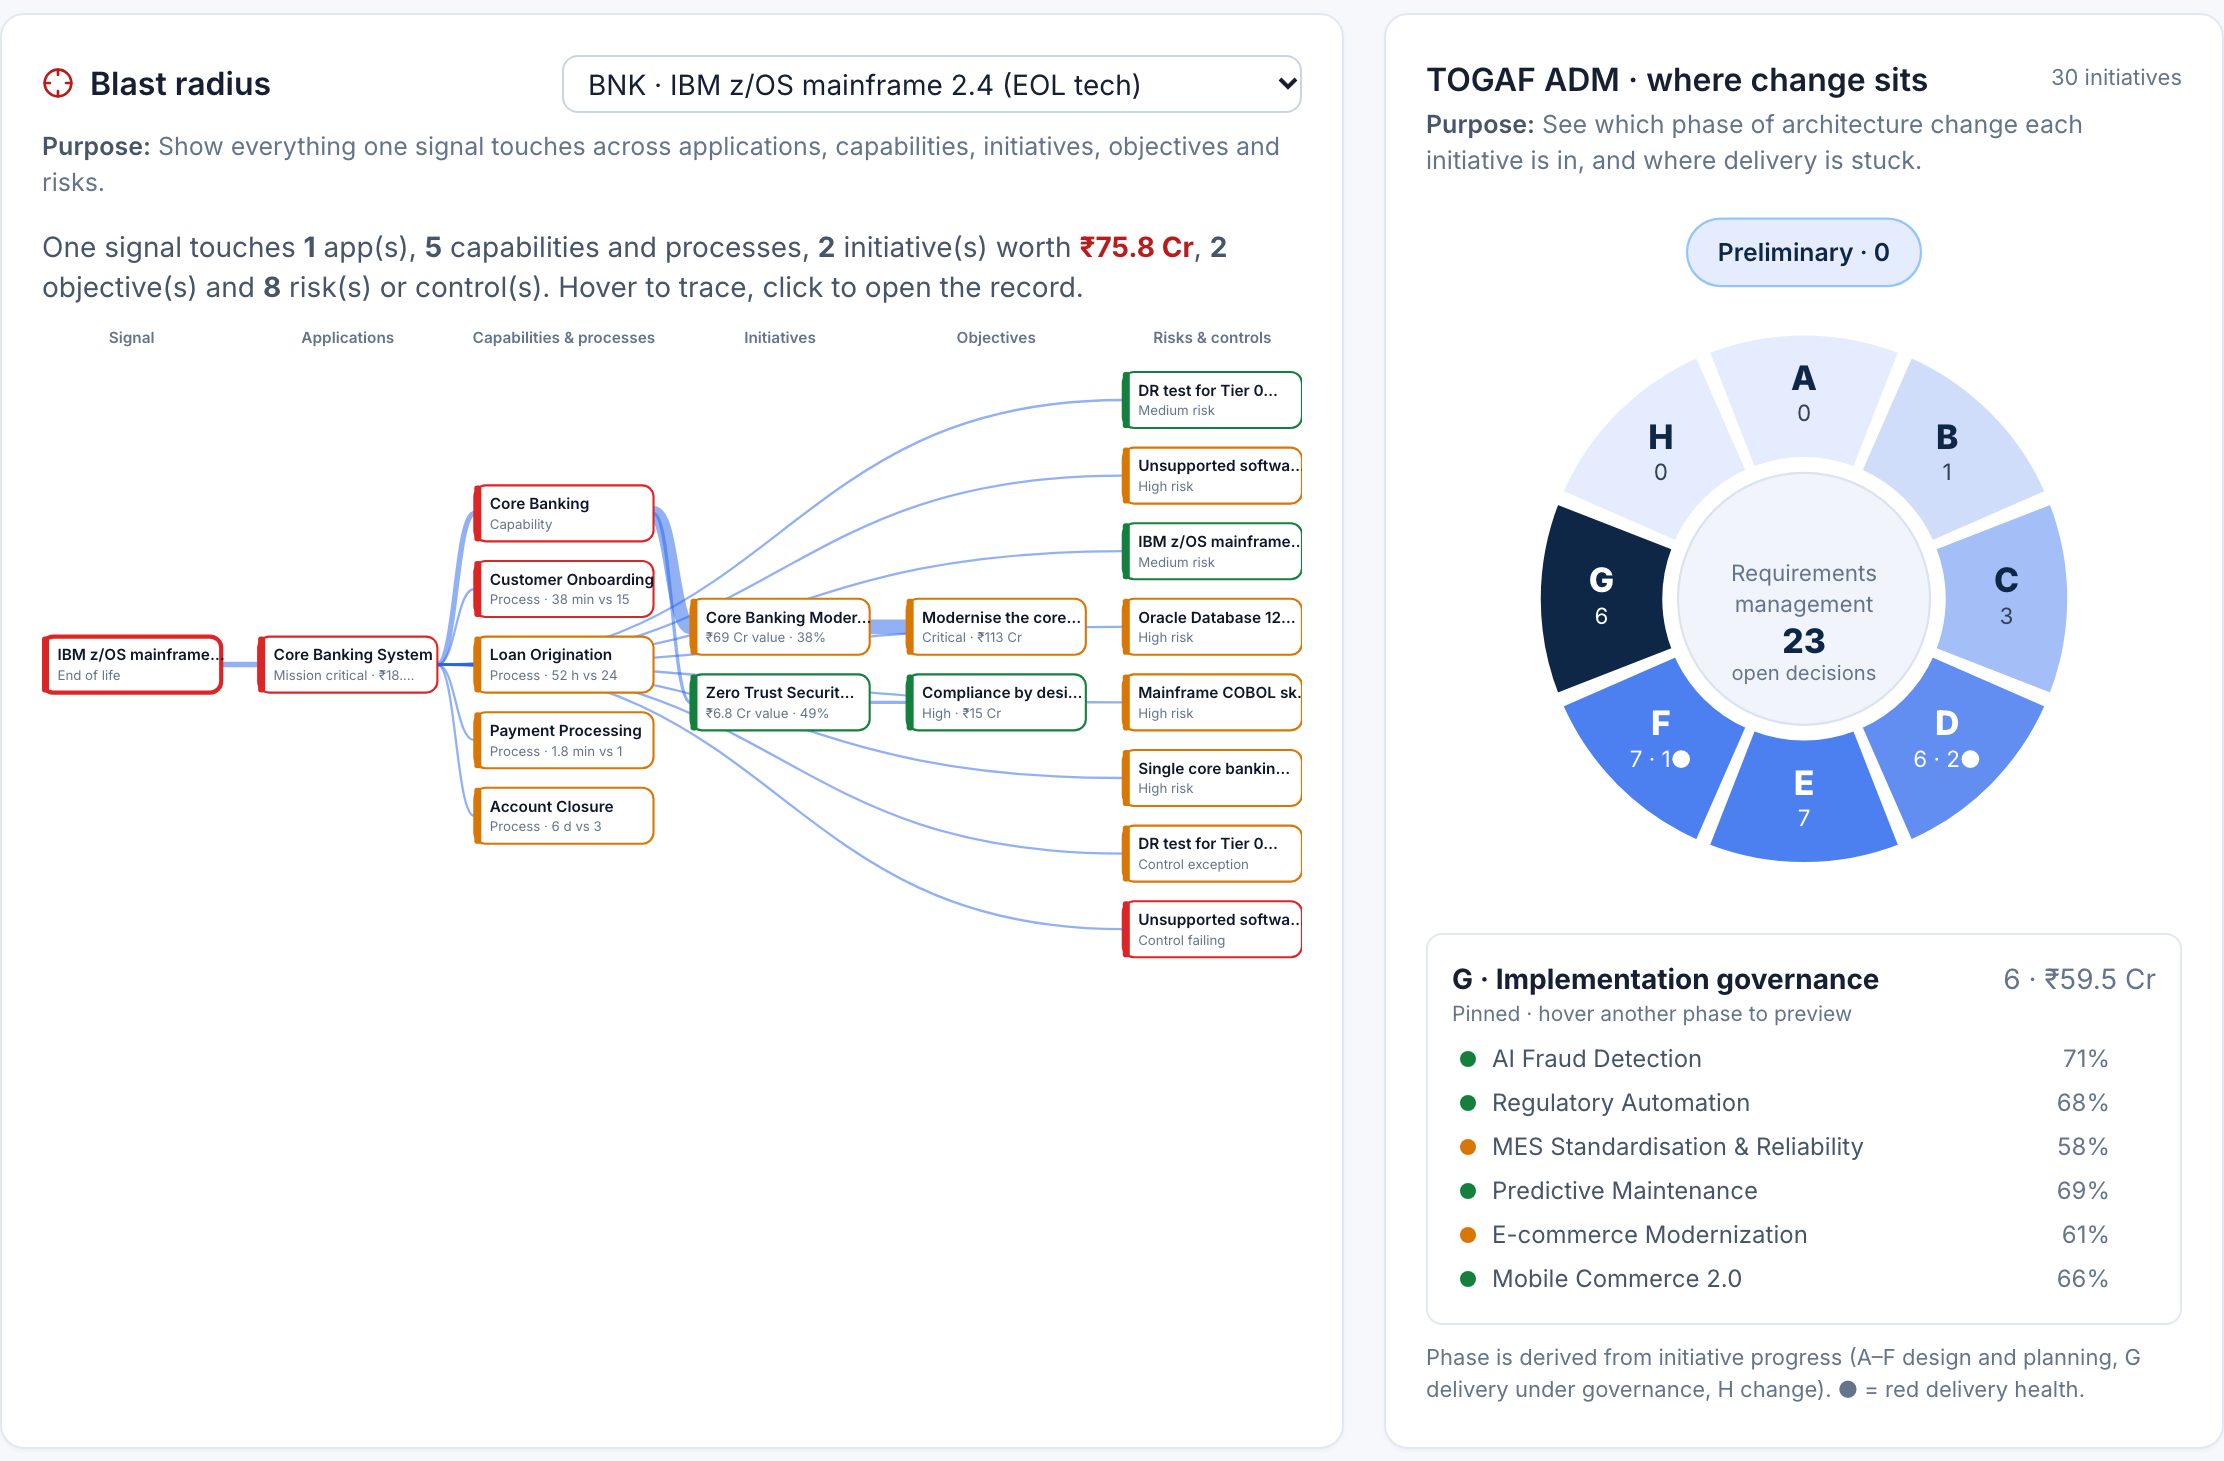 Blast radius
BNK · IBM z/OS mainframe 2.4 (EOL tech)
Purpose: Show everything one signal touches across applications, capabilities, initiatives, objectives and
risks.
One signal touches 1 app(s), 5 capabilities and processes, 2 initiative(s) worth ₹75.8 Cr, 2
objective(s) and 8 risk(s) or control(s). Hover to trace, click to open the record.
Signal
Applications
Capabilities & processes
Initiatives
Objectives
Risks & controls
IBM z/OS mainframe...
End of life
Core Banking System
Mission critical · ₹18....
Core Banking
Capability
Customer Onboarding
Process · 38 min vs 15
Loan Origination
Process · 52 h vs 24
Payment Processing
Process · 1.8 min vs 1
Account Closure
Process · 6 d vs 3
Core Banking Moder...
₹69 Cr value · 38%
Zero Trust Securit...
₹6.8 Cr value · 49%
Modernise the core...
Critical · ₹113 Cr
Compliance by desi...
High · ₹15 Cr
DR test for Tier 0...
Medium risk
Unsupported softwa...
High risk
IBM z/OS mainframe...
Medium risk
Oracle Database 12...
High risk
Mainframe COBOL sk...
High risk
Single core bankin...
High risk
DR test for Tier 0...
Control exception
Unsupported softwa...
Control failing
TOGAF ADM · where change sits
30 initiatives
Purpose: See which phase of architecture change each
initiative is in, and where delivery is stuck.
Preliminary · 0
A
0
B
1
C
3
D
6 · 2●
E
7
F
7 · 1●
G
6
H
0
Requirements
management
23
open decisions
G · Implementation governance
6 · ₹59.5 Cr
Pinned · hover another phase to preview
AI Fraud Detection 71%
Regulatory Automation 68%
MES Standardisation & Reliability 58%
Predictive Maintenance 69%
E-commerce Modernization 61%
Mobile Commerce 2.0 66%
Phase is derived from initiative progress (A–F design and planning, G
delivery under governance, H change). ● = red delivery health.